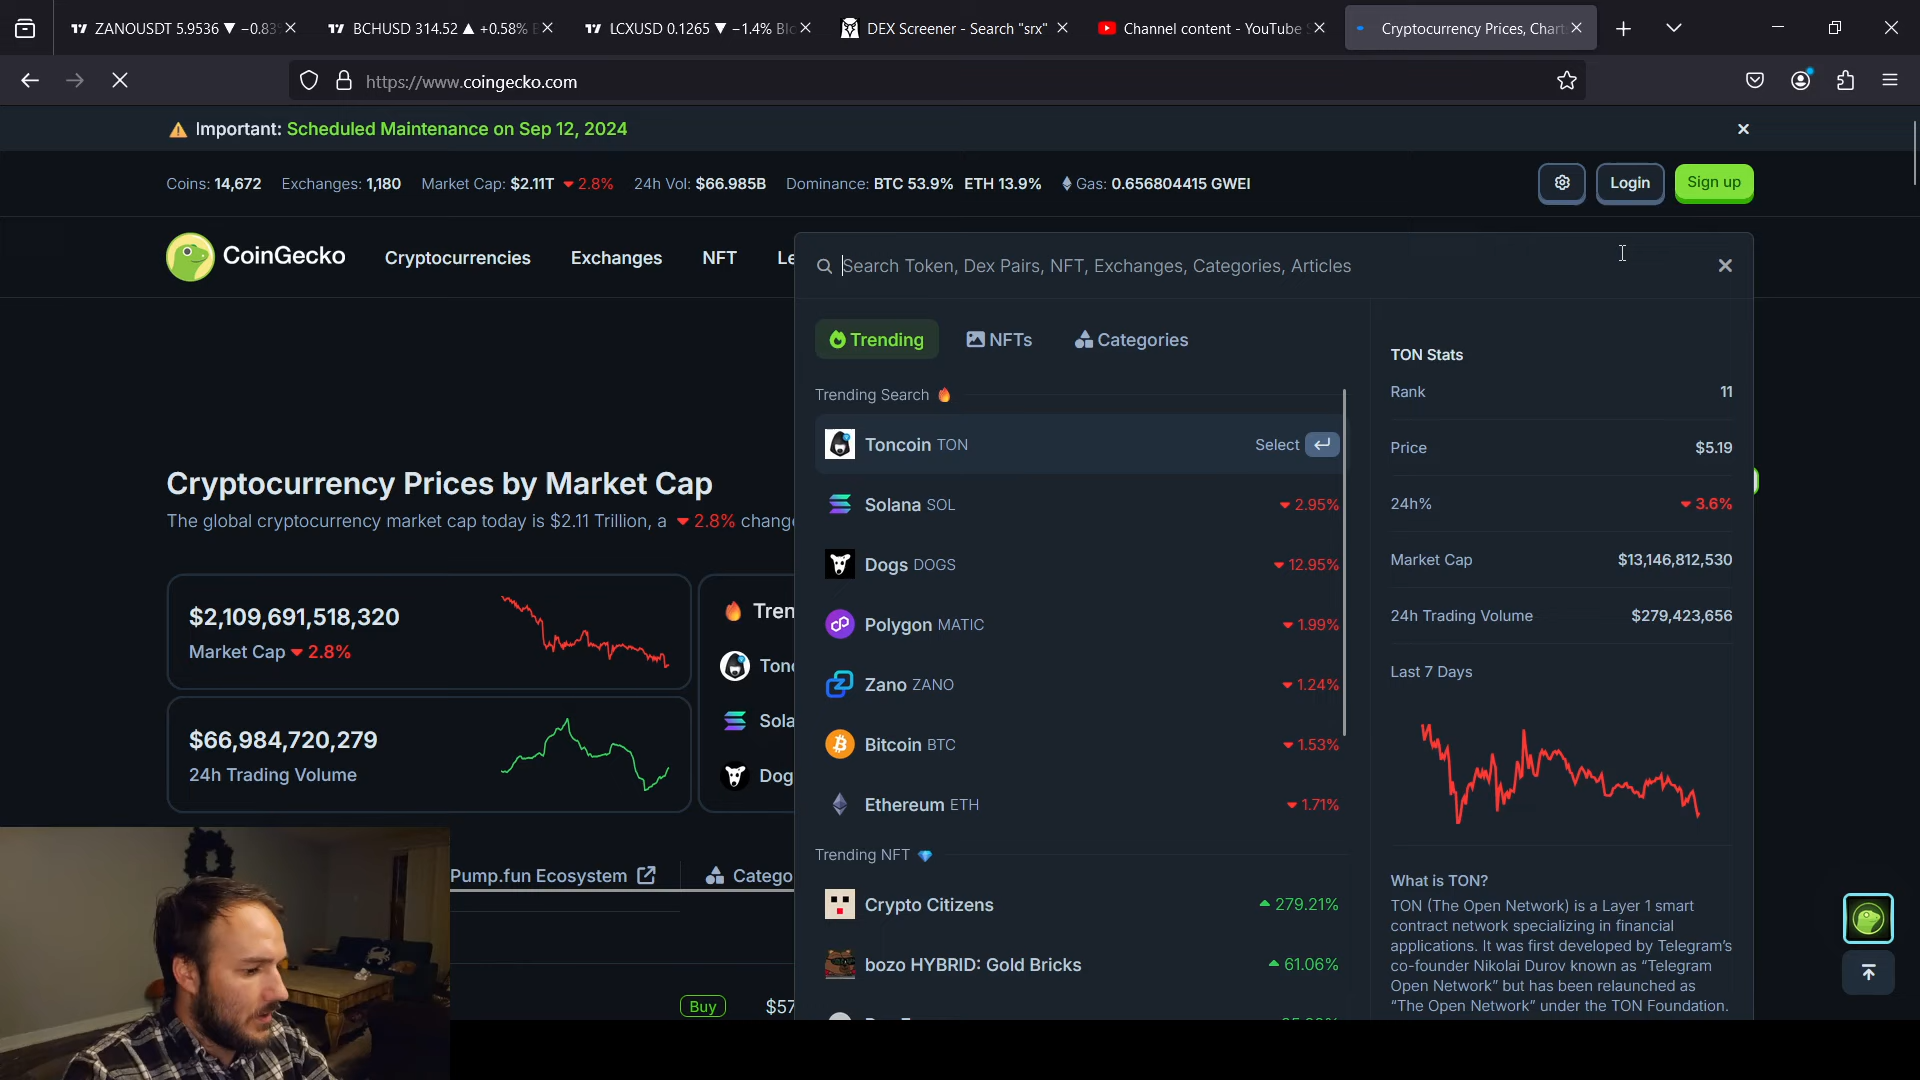 ZANOUSDT 5.9536 ▼ −0.83%
BCHUSD 314.52 ▲ +0.58%
LCXUSD 0.1265 ▼ −1.4%
DEX Screener - Search "srx"
Channel content - YouTube
Cryptocurrency Prices, Chart
https://www.coingecko.com
Important: Scheduled Maintenance on Sep 12, 2024
Coins: 14,672 Exchanges: 1,180 Market Cap: $2.11T ▼ 2.8% 24h Vol: $66.985B Dominance: BTC 53.9% ETH 13.9% Gas: 0.656804415 GWEI
Login
Sign up
CoinGecko
Cryptocurrencies
Exchanges
NFT
Le
Search Token, Dex Pairs, NFT, Exchanges, Categories, Articles
Trending
NFTs
Categories
Trending Search
Toncoin TON Select
Solana SOL ▼ 2.95%
Dogs DOGS ▼ 12.95%
Polygon MATIC ▼ 1.99%
Zano ZANO ▼ 1.24%
Bitcoin BTC ▼ 1.53%
Ethereum ETH ▼ 1.71%
Trending NFT
Crypto Citizens ▲ 279.21%
bozo HYBRID: Gold Bricks ▲ 61.06%
TON Stats
Rank 11
Price $5.19
24h% ▼ 3.6%
Market Cap $13,146,812,530
24h Trading Volume $279,423,656
Last 7 Days
What is TON?
TON (The Open Network) is a Layer 1 smart
contract network specializing in financial
applications. It was first developed by Telegram's
co-founder Nikolai Durov known as “Telegram
Open Network” but has been relaunched as
“The Open Network” under the TON Foundation.
Cryptocurrency Prices by Market Cap
The global cryptocurrency market cap today is $2.11 Trillion, a ▼ 2.8% chang
$2,109,691,518,320
Market Cap ▼ 2.8%
$66,984,720,279
24h Trading Volume
Tren
Ton
Sola
Dog
Pump.fun Ecosystem
Catego
Buy
$57